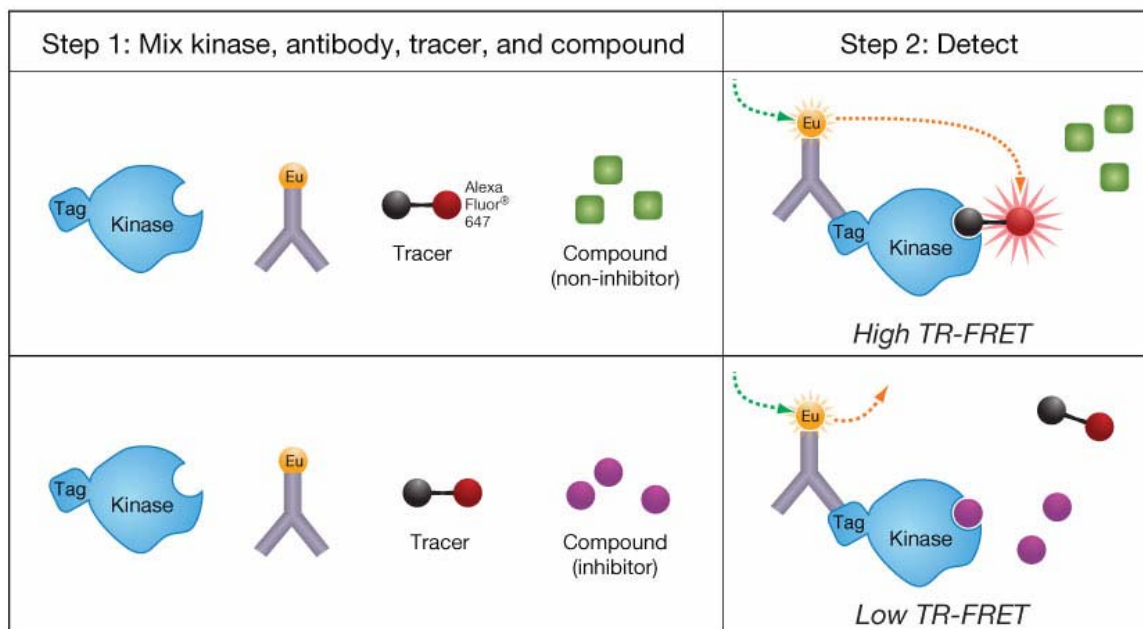 Step 1: Mix kinase, antibody, tracer, and compound
Step 2: Detect
Tag
Kinase
Eu
Alexa
Fluor®
647
Tracer
Compound
(non-inhibitor)
Eu
Tag
Kinase
High TR-FRET
Tag
Kinase
Eu
Tracer
Compound
(inhibitor)
Eu
Tag
Kinase
Low TR-FRET